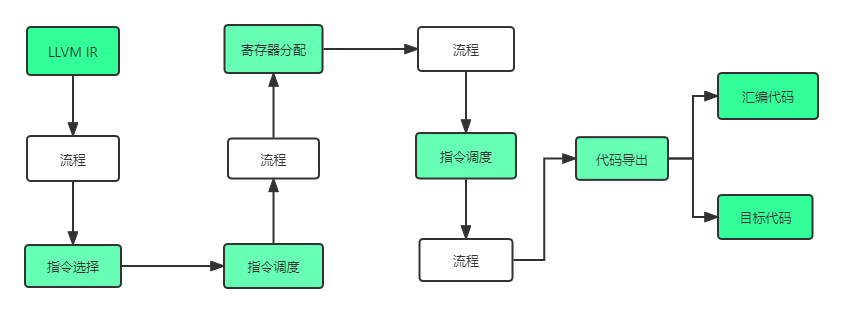 LLVM IR
流程
指令选择
指令调度
流程
寄存器分配
流程
指令调度
流程
代码导出
汇编代码
目标代码